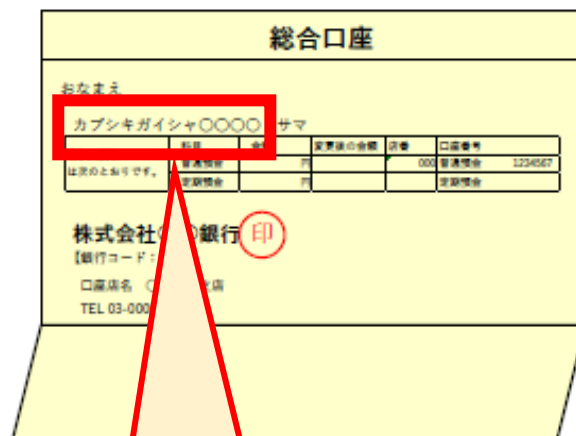 総合口座
おなまえ
カブシキガイシャ〇〇〇〇 サマ
科目 金 変更後の金額 店番 口座番号
は次のとおりです。 普通預金 円 000 普通預金 1234567
定期預金 円 定期預金
株式会社〇 銀行 印
【銀行コード：
口座店名 〇 店
TEL 03-000